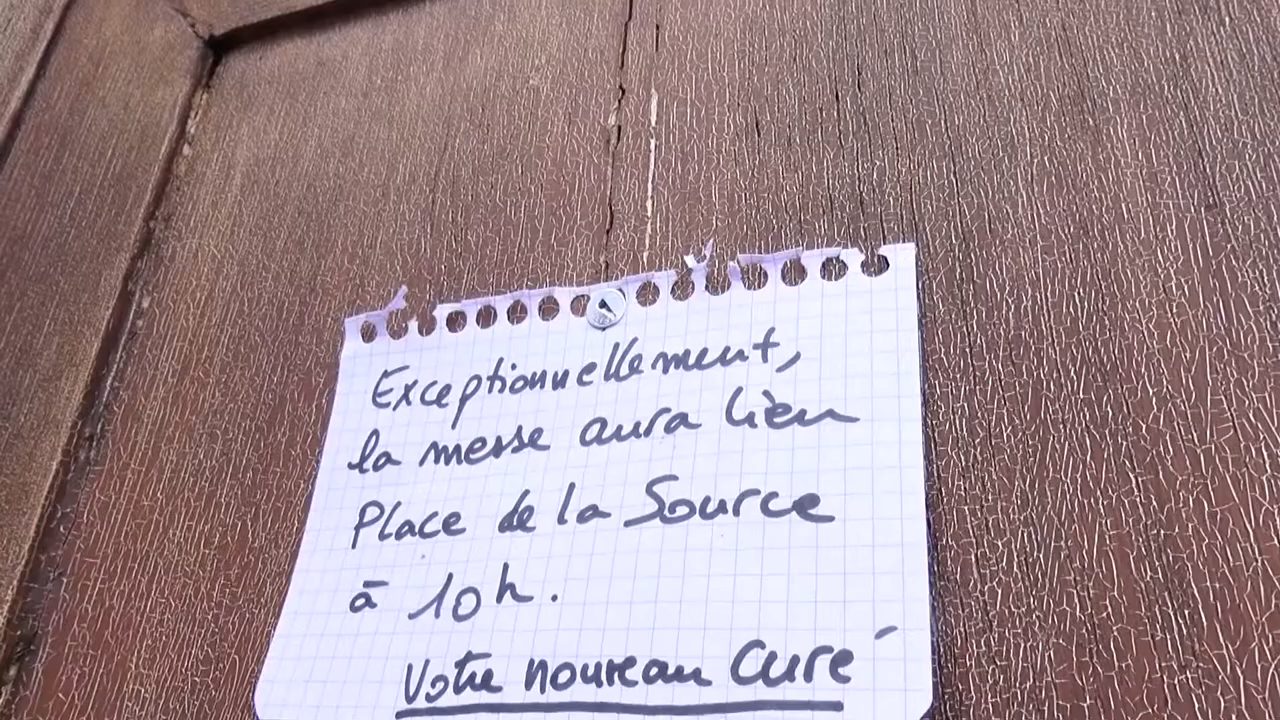 Exceptionnellement,
la messe aura lieu
Place de la Source
à 10h.
Votre nouveau Curé